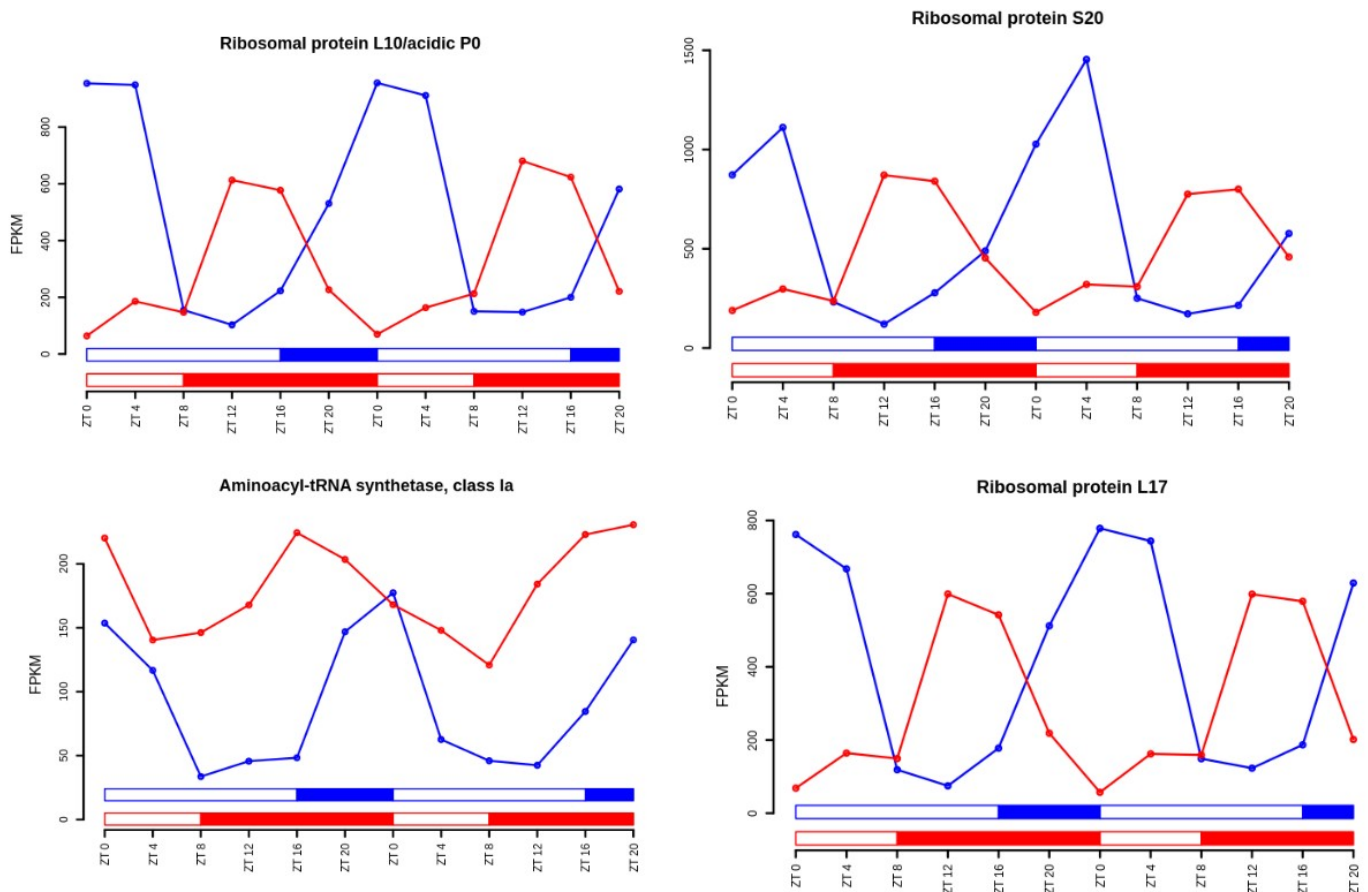 Ribosomal protein L10/acidic P0
FPKM
800
600
400
200
0
ZT 0
ZT 4
ZT 8
ZT 12
ZT 16
ZT 20
ZT 0
ZT 4
ZT 8
ZT 12
ZT 16
ZT 20
Ribosomal protein S20
1500
1000
500
0
ZT 0
ZT 4
ZT 8
ZT 12
ZT 16
ZT 20
ZT 0
ZT 4
ZT 8
ZT 12
ZT 16
ZT 20
Aminoacyl-tRNA synthetase, class Ia
FPKM
200
150
100
50
0
ZT 0
ZT 4
ZT 8
ZT 12
ZT 16
ZT 20
ZT 0
ZT 4
ZT 8
ZT 12
ZT 16
ZT 20
Ribosomal protein L17
FPKM
800
600
400
200
0
ZT 0
ZT 4
ZT 8
ZT 12
ZT 16
ZT 20
ZT 0
ZT 4
ZT 8
ZT 12
ZT 16
ZT 20